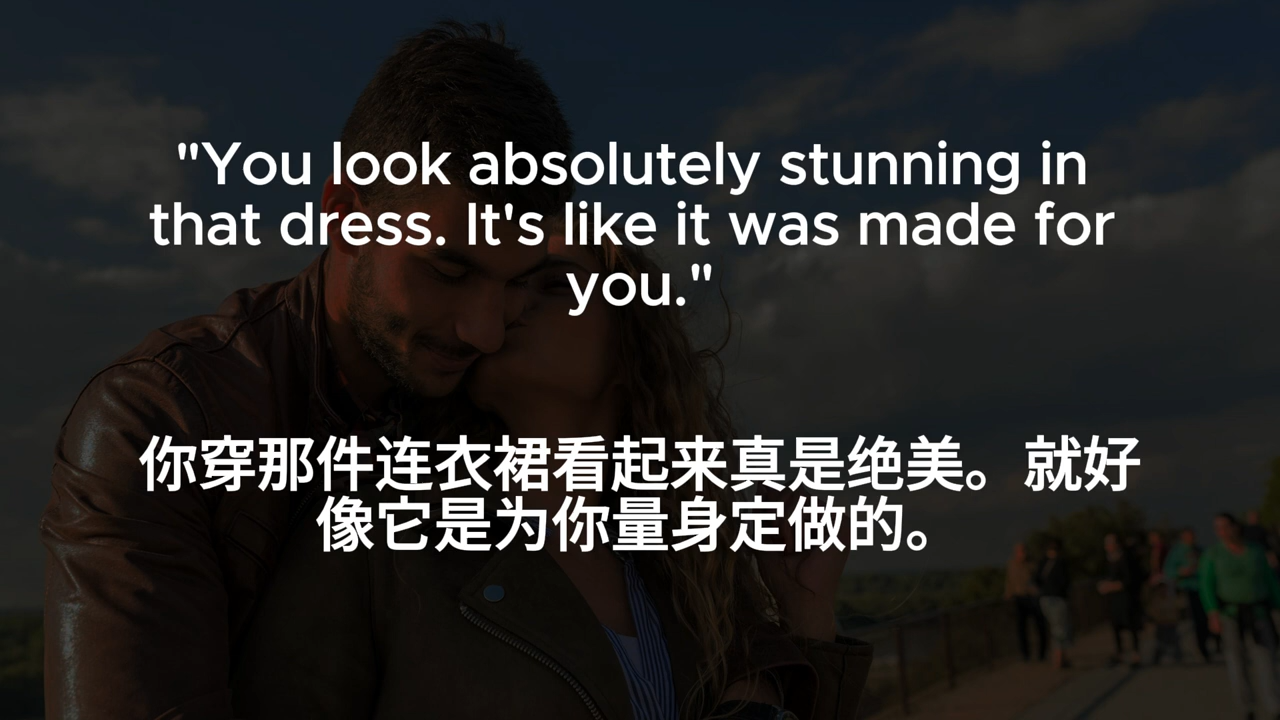 "You look absolutely stunning in
that dress. It's like it was made for
you."
你穿那件连衣裙看起来真是绝美。就好
像它是为你量身定做的。